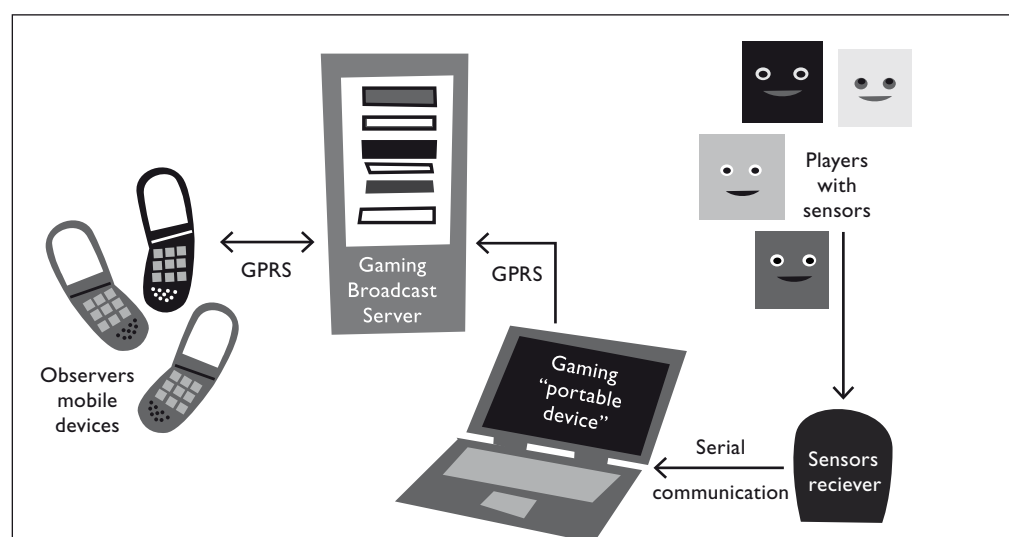 Players
with
sensors
GPRS
Gaming
Broadcast
Server
GPRS
Observers
mobile
devices
Gaming
“portable
device”
Serial
communication
Sensors
reciever